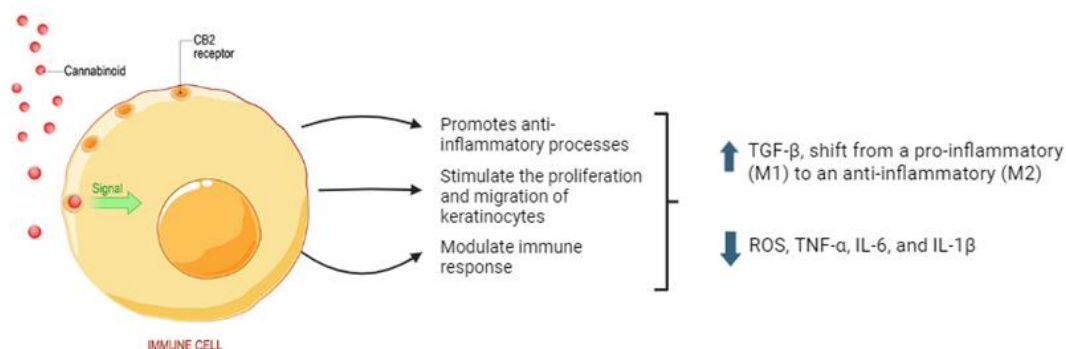 CB2
receptor
Cannabinoid
Signal
IMMUNE CELL
Promotes anti-
inflammatory processes
Stimulate the proliferation
and migration of
keratinocytes
Modulate immune
response
TGF-β, shift from a pro-inflammatory
(M1) to an anti-inflammatory (M2)
ROS, TNF-α, IL-6, and IL-1β